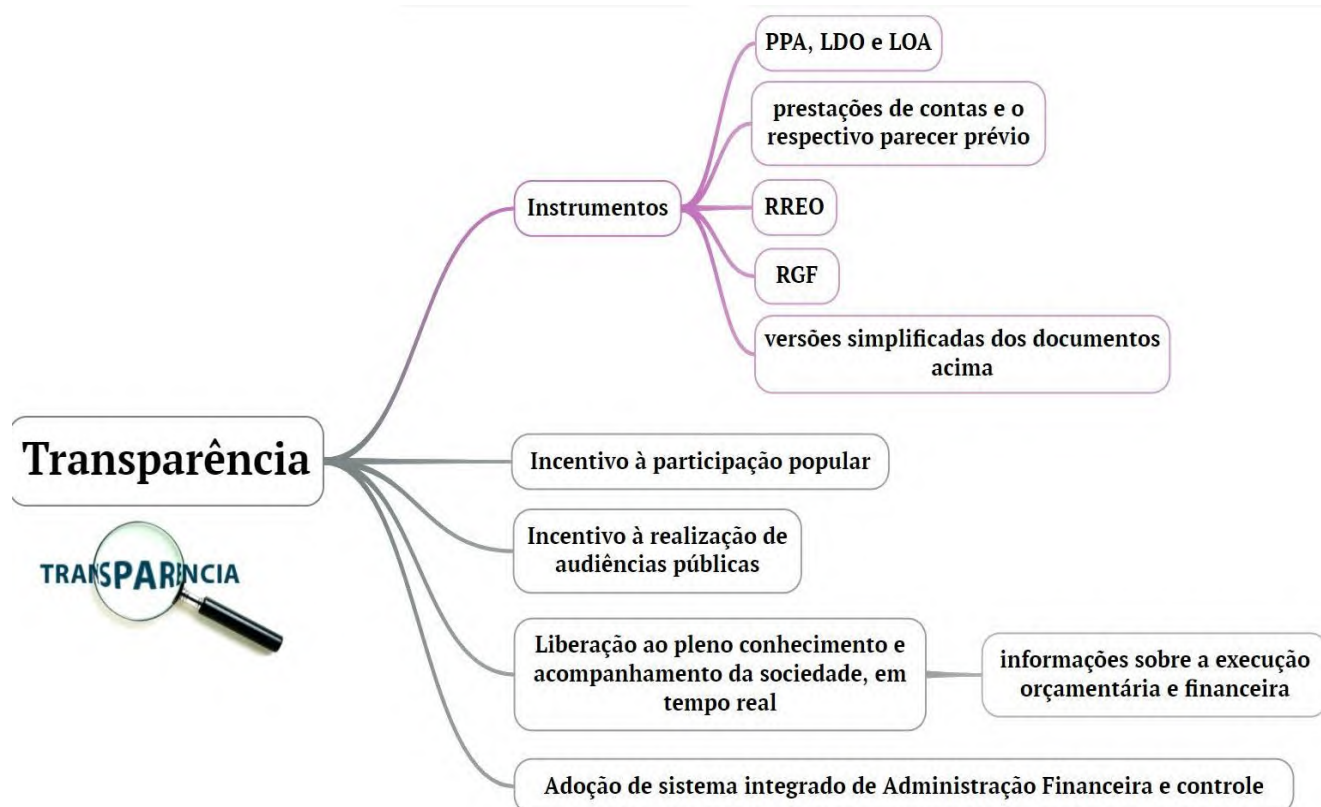 PPA, LDO e LOA
prestações de contas e o
respectivo parecer prévio
Instrumentos
RREO
RGF
versões simplificadas dos documentos
acima
Transparência
Incentivo à participação popular
Incentivo à realização de
audiências públicas
TRANSPARENCIA
Liberação ao pleno conhecimento e
acompanhamento da sociedade, em
tempo real
informações sobre a execução
orçamentária e financeira
Adoção de sistema integrado de Administração Financeira e controle